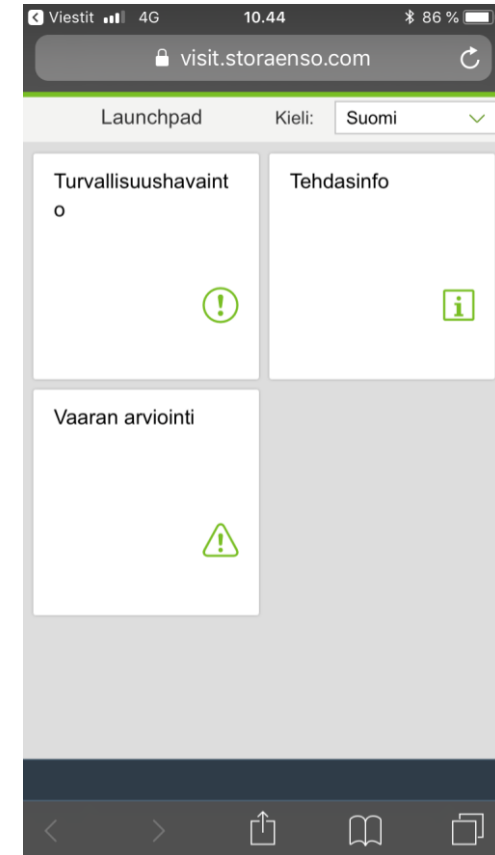 Viestit 4G 10.44 86 %
visit.storaenso.com
Launchpad Kieli: Suomi
Turvallisuushavaint
o
Tehdasinfo
Vaaran arviointi